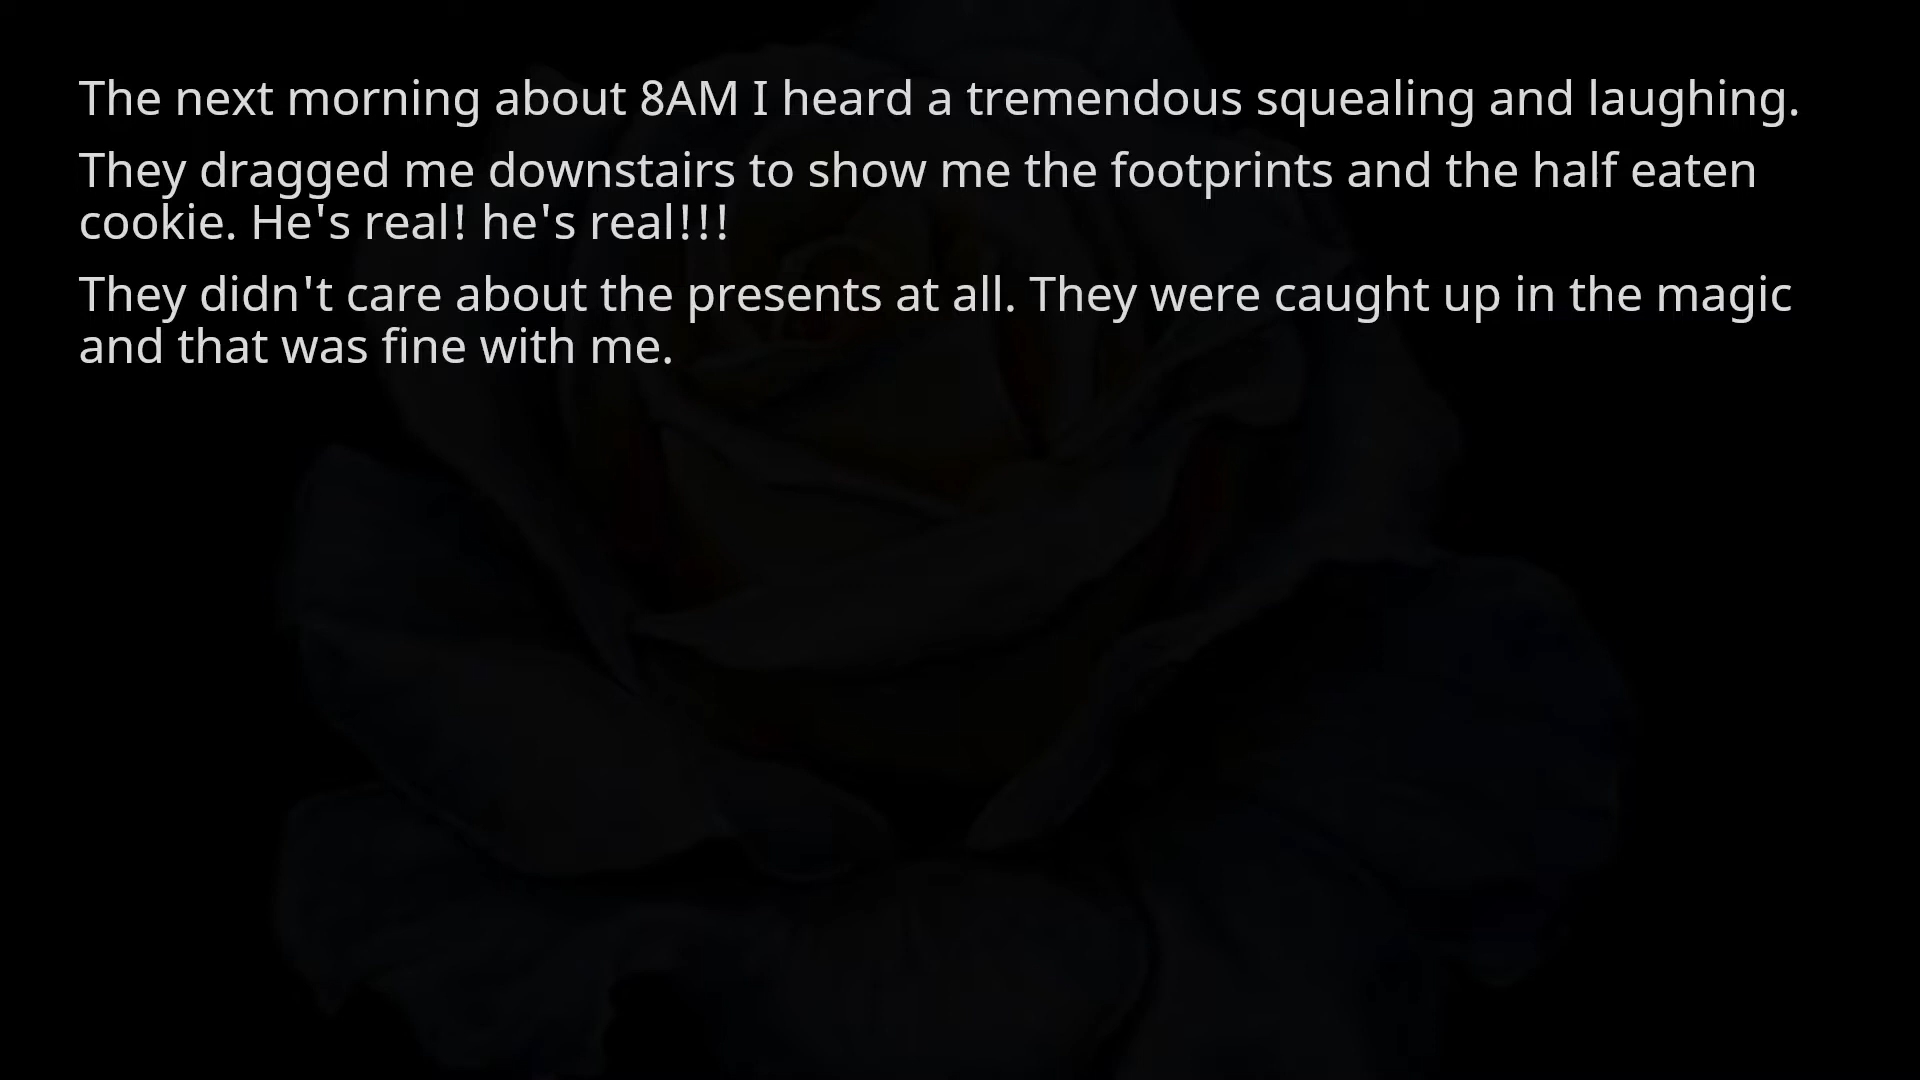 The next morning about 8AM I heard a tremendous squealing and laughing.
They dragged me downstairs to show me the footprints and the half eaten
cookie. He's real! he's real!!!
They didn't care about the presents at all. They were caught up in the magic
and that was fine with me.